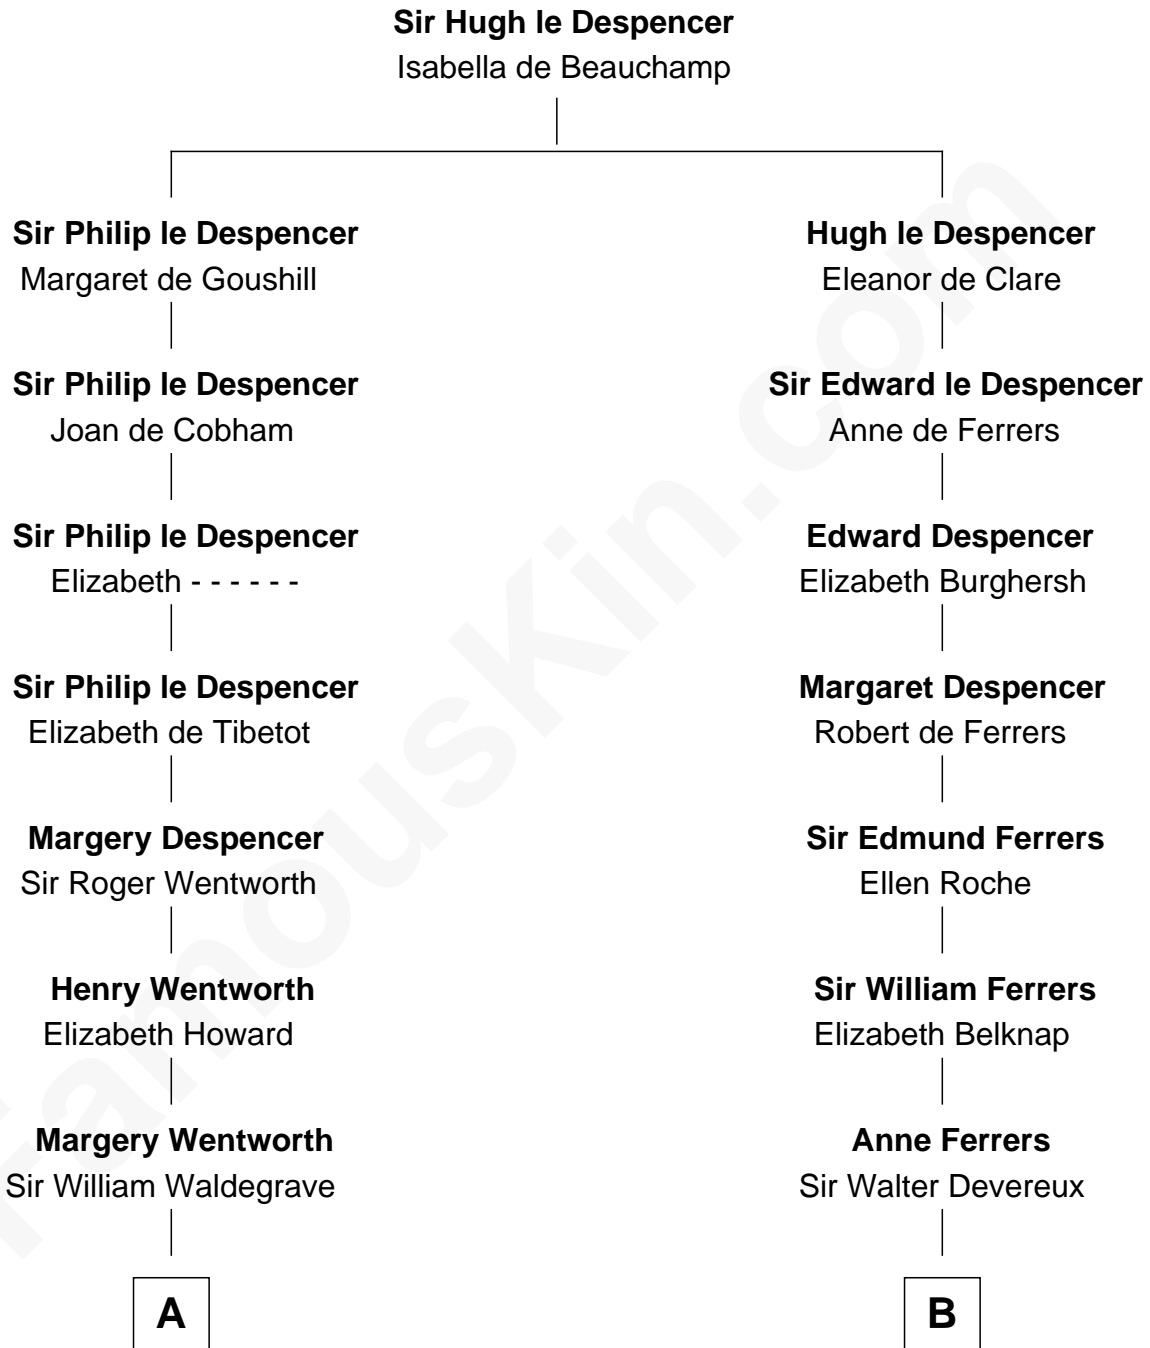 Sir Hugh le Despencer
Isabella de Beauchamp
Sir Philip le Despencer
Margaret de Goushill
Hugh le Despencer
Eleanor de Clare
Sir Philip le Despencer
Joan de Cobham
Sir Edward le Despencer
Anne de Ferrers
Sir Philip le Despencer
Elizabeth - - - - - -
Edward Despencer
Elizabeth Burghersh
Sir Philip le Despencer
Elizabeth de Tibetot
Margaret Despencer
Robert de Ferrers
Margery Despencer
Sir Roger Wentworth
Sir Edmund Ferrers
Ellen Roche
Henry Wentworth
Elizabeth Howard
Sir William Ferrers
Elizabeth Belknap
Margery Wentworth
Sir William Waldegrave
Anne Ferrers
Sir Walter Devereux
A
B
FamousKin.com